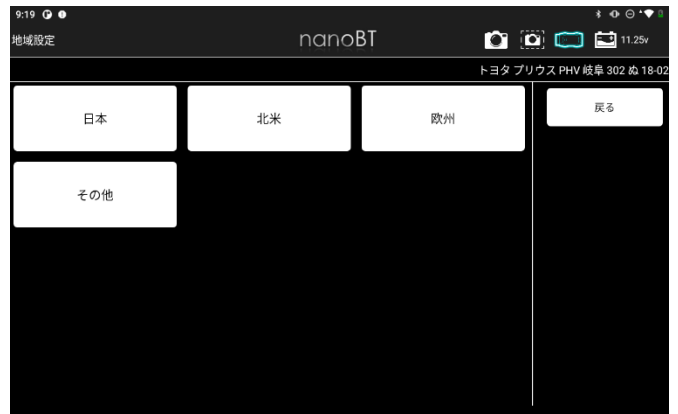 9:19
地域設定
nanoBT
11.25v
トヨタ プリウス PHV 岐阜 302 ぬ 18-02
日本
北米
欧州
戻る
その他